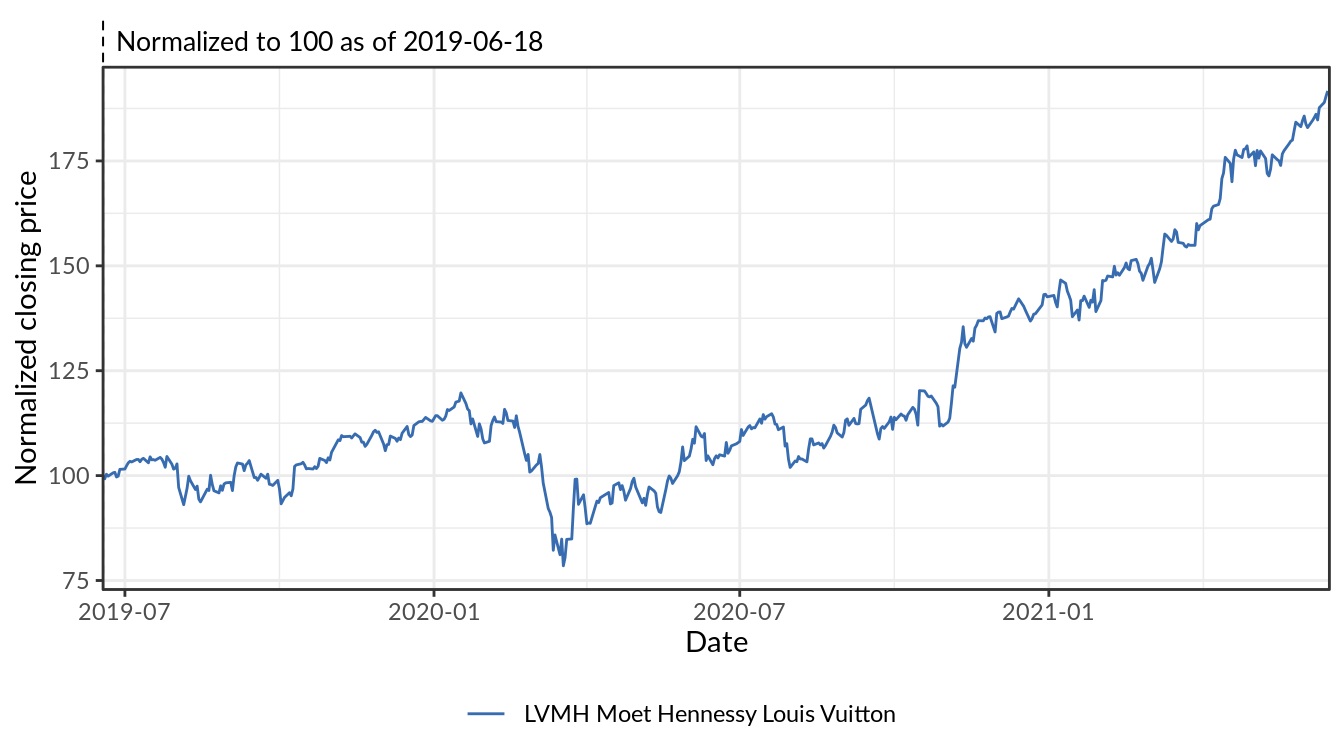 Normalized to 100 as of 2019-06-18
Normalized closing price
175
150
125
100
75
2019-07
2020-01
2020-07
2021-01
Date
LVMH Moet Hennessy Louis Vuitton